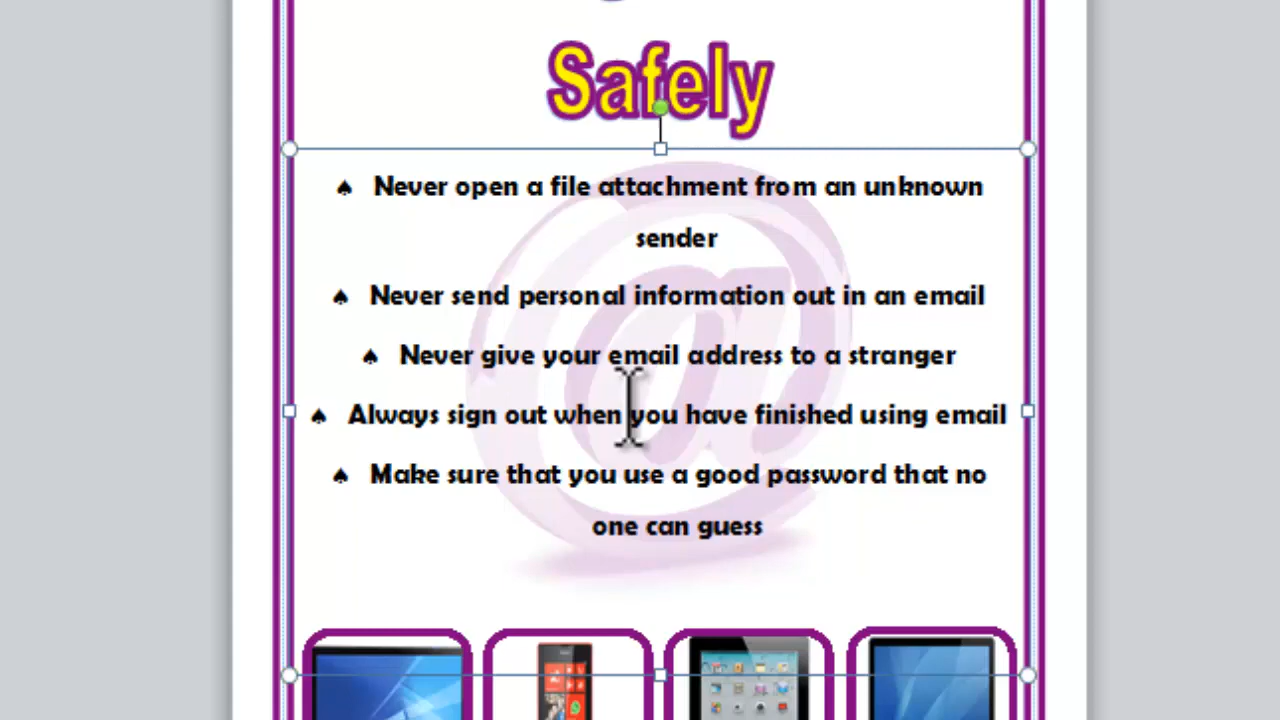 Safely
♠ Never open a file attachment from an unknown
sender
♠ Never send personal information out in an email
♠ Never give your email address to a stranger
♠ Always sign out when you have finished using email
♠ Make sure that you use a good password that no
one can guess
@